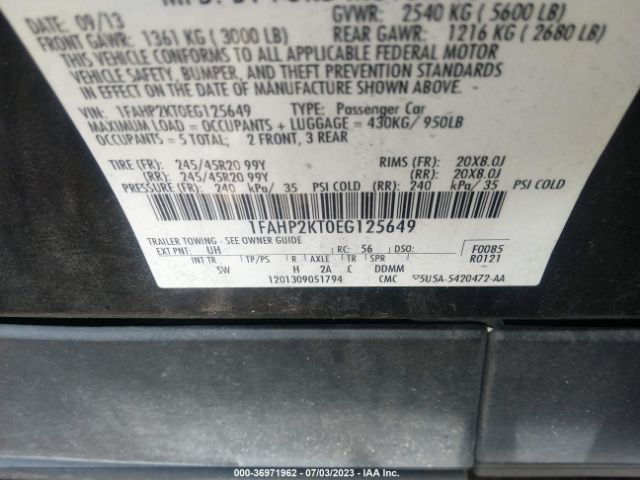 MFD. BY FORD MOTOR
DATE: 09/13 GVWR: 2540 KG ( 5600 LB)
FRONT GAWR: 1361 KG ( 3000 LB) REAR GAWR: 1216 KG ( 2680 LB)
THIS VEHICLE CONFORMS TO ALL APPLICABLE FEDERAL MOTOR
VEHICLE SAFETY, BUMPER, AND THEFT PREVENTION STANDARDS
IN EFFECT ON THE DATE OF MANUFACTURE SHOWN ABOVE.
VIN: 1FAHP2KT0EG125649 TYPE: Passenger Car
MAXIMUM LOAD = OCCUPANTS + LUGGAGE = 430KG/ 950LB
OCCUPANTS = 5 TOTAL; 2 FRONT, 3 REAR
TIRE (FR): 245/45R20 99Y RIMS (FR): 20X8.0J
(RR): 245/45R20 99Y (RR): 20X8.0J
PRESSURE (FR): 240 kPa/ 35 PSI COLD (RR): 240 kPa/ 35 PSI COLD
1FAHP2KT0EG125649
TRAILER TOWING - SEE OWNER GUIDE
EXT PNT: UH RC: 56 DSO: F0085
INT TR TP/PS R AXLE TR SPR R0121
SW H 2A C DDMM
1201309051794 CMC 5U5A-5420472-AA
000-36971962 - 07/03/2023 - IAA Inc.